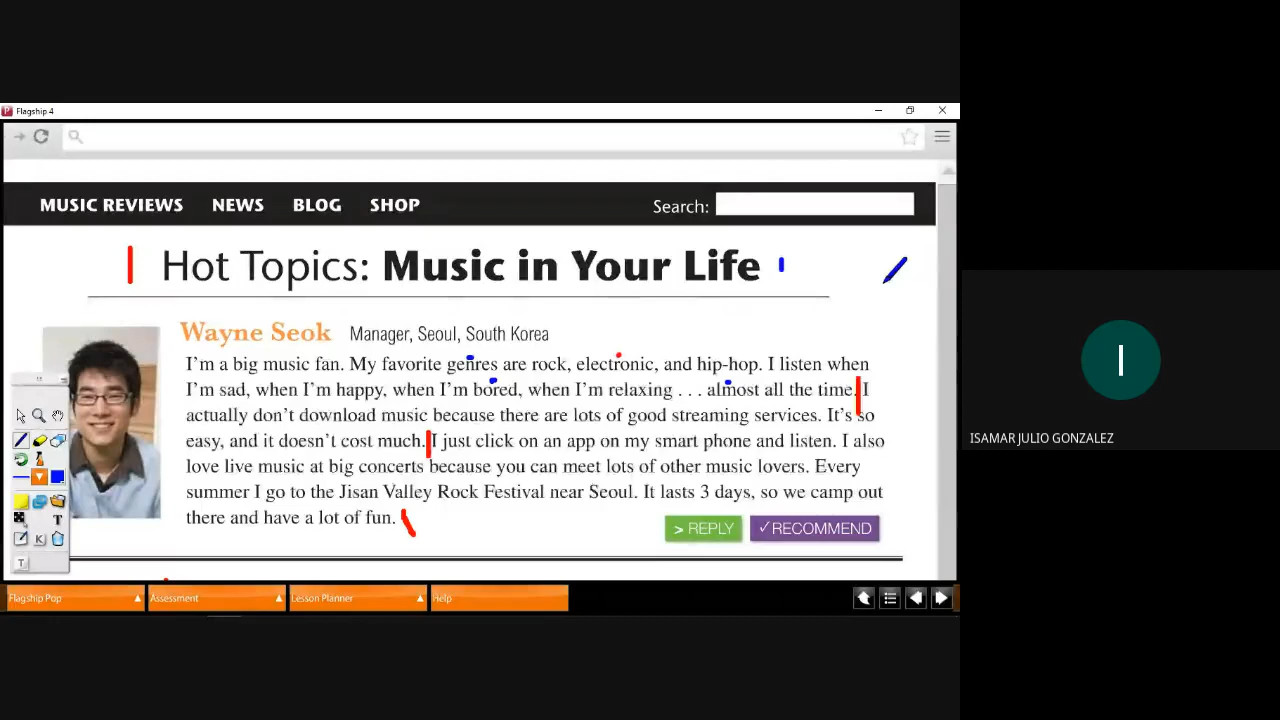 Flagship 4
MUSIC REVIEWS NEWS BLOG SHOP Search:
Hot Topics: Music in Your Life
Wayne Seok Manager, Seoul, South Korea
I'm a big music fan. My favorite genres are rock, electronic, and hip-hop. I listen when
I'm sad, when I'm happy, when I'm bored, when I'm relaxing . . . almost all the time. I
actually don't download music because there are lots of good streaming services. It's so
easy, and it doesn't cost much. I just click on an app on my smart phone and listen. I also
love live music at big concerts because you can meet lots of other music lovers. Every
summer I go to the Jisan Valley Rock Festival near Seoul. It lasts 3 days, so we camp out
there and have a lot of fun.
> REPLY ✓RECOMMEND
T
K
T
Flagship Pop Assessment Lesson Planner Help
I
ISAMAR JULIO GONZALEZ